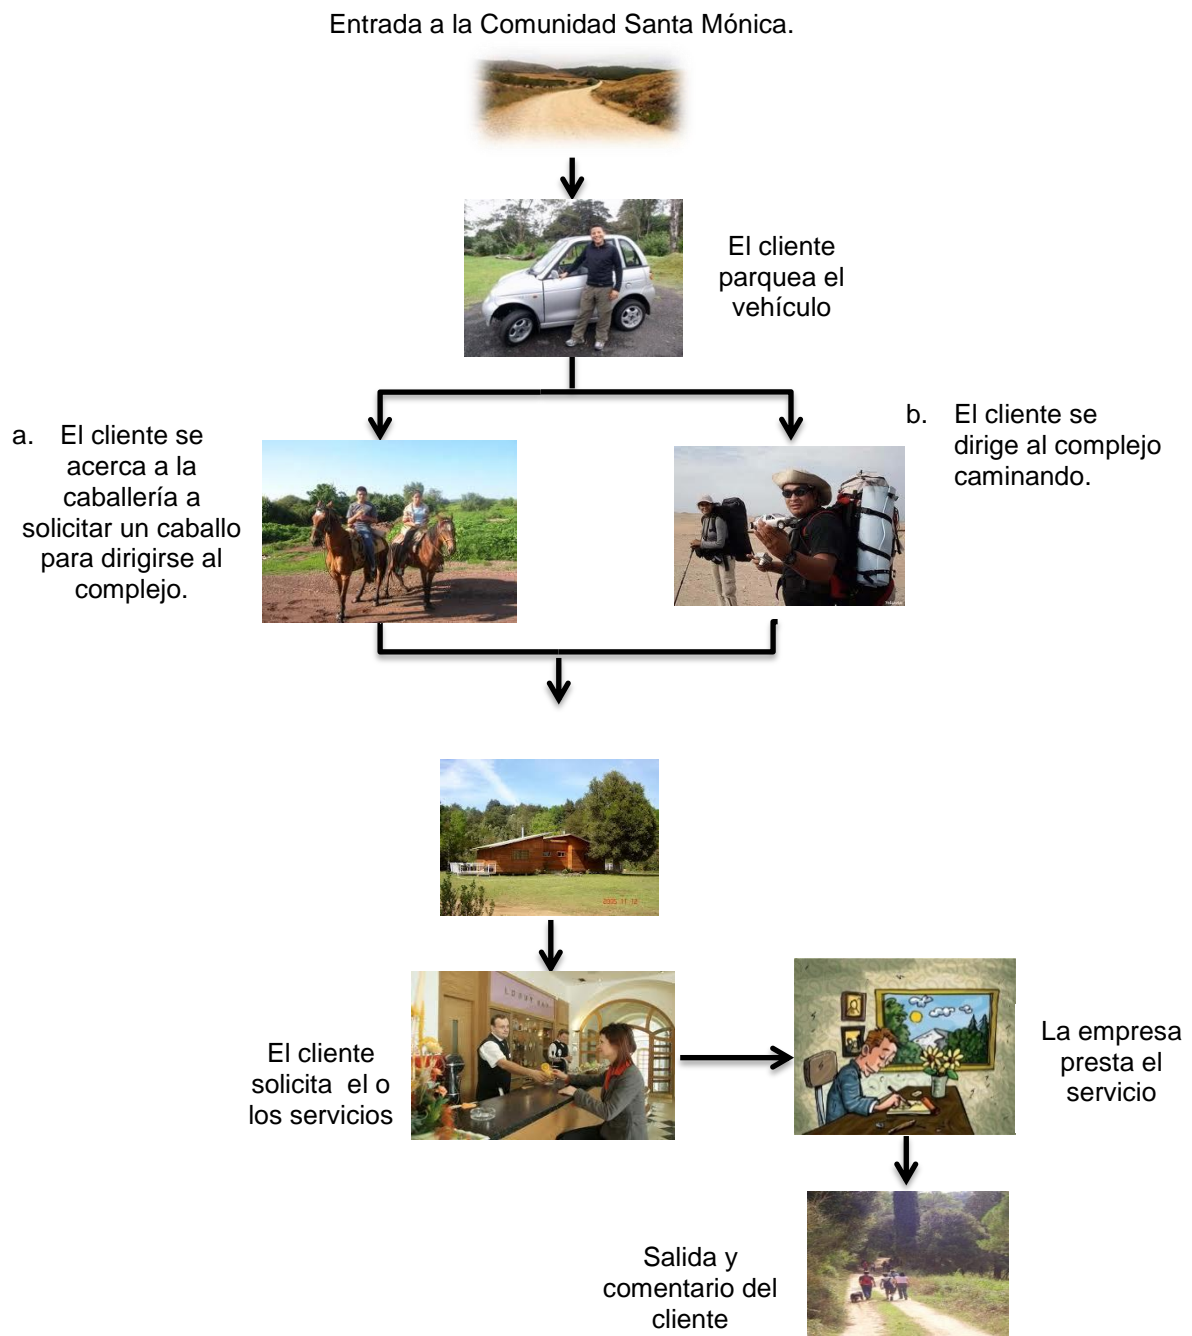 Entrada a la Comunidad Santa Mónica.
El cliente
parquea el
vehículo
a. El cliente se
acerca a la
caballería a
solicitar un caballo
para dirigirse al
complejo.
b. El cliente se
dirige al complejo
caminando.
LOBBY BAR
El cliente
solicita el o
los servicios
La empresa
presta el
servicio
Salida y
comentario del
cliente